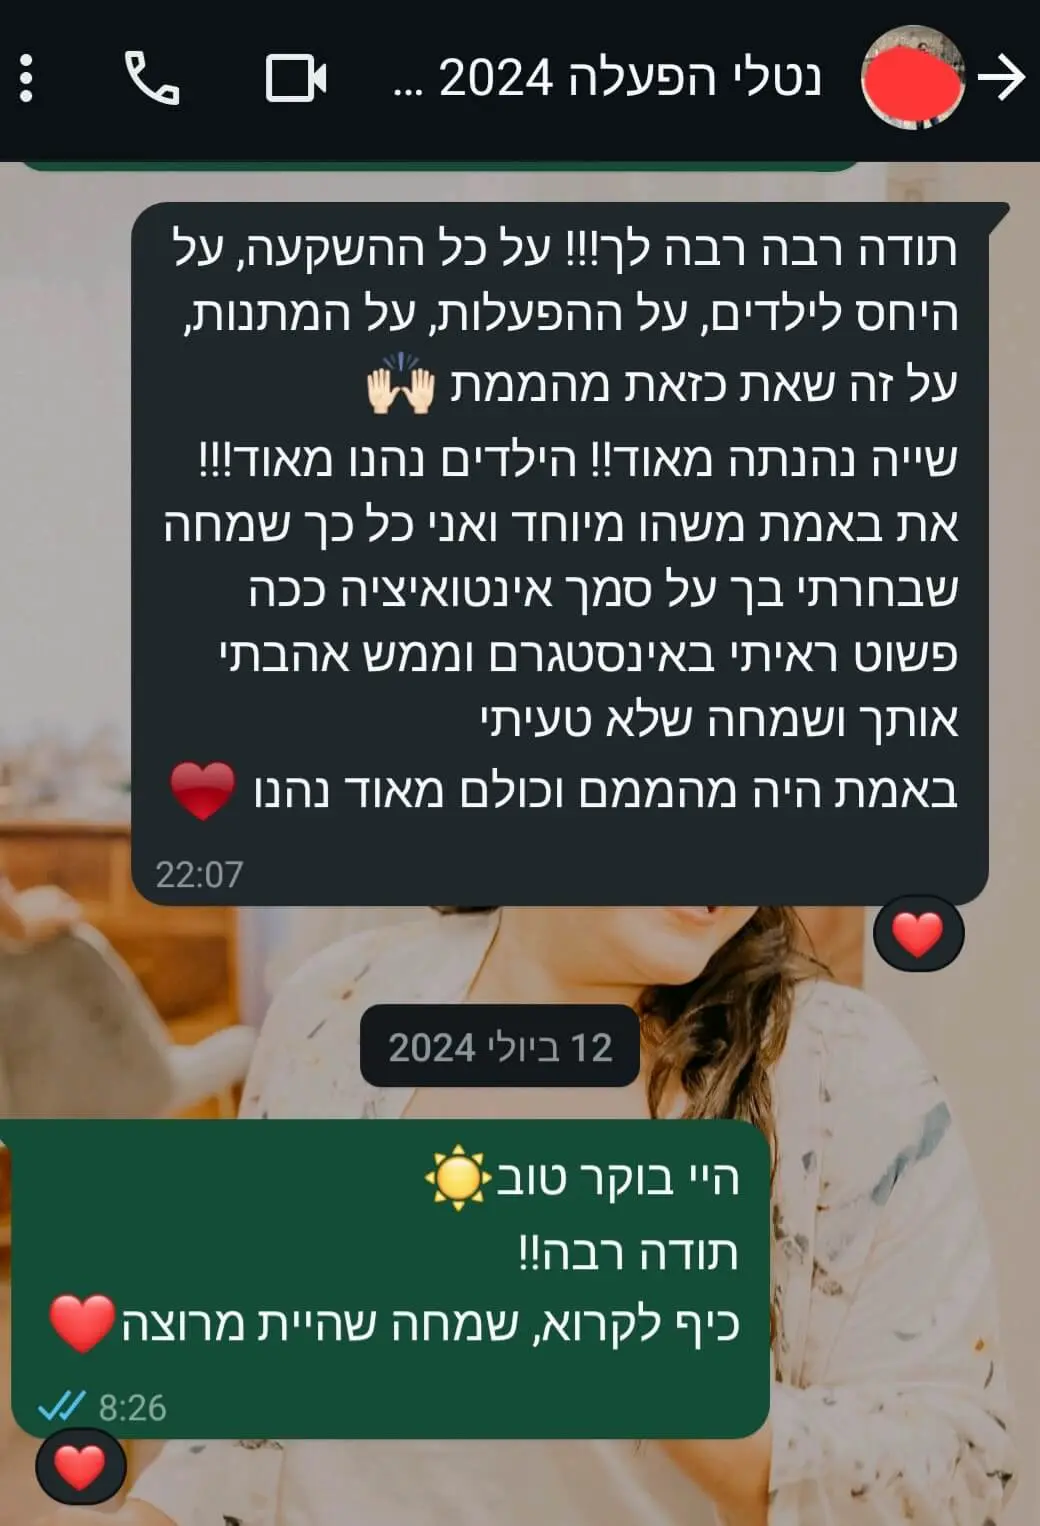 נטלי הפעלה 2024 ...
תודה רבה רבה לך!!! על כל ההשקעה, על
היחס לילדים, על ההפעלות, על המתנות,
על זה שאת כזאת מהממת 🙌🏻
שייה נהנתה מאוד!! הילדים נהנו מאוד!!!
את באמת משהו מיוחד ואני כל כך שמחה
שבחרתי בך על סמך אינטואיציה ככה
פשוט ראיתי באינסטגרם וממש אהבתי
אותך ושמחה שלא טעיתי
באמת היה מהממם וכולם מאוד נהנו ❤️
22:07
❤️
12 ביולי 2024
היי בוקר טוב☀️
תודה רבה!!
כיף לקרוא, שמחה שהיית מרוצה❤️
8:26
❤️